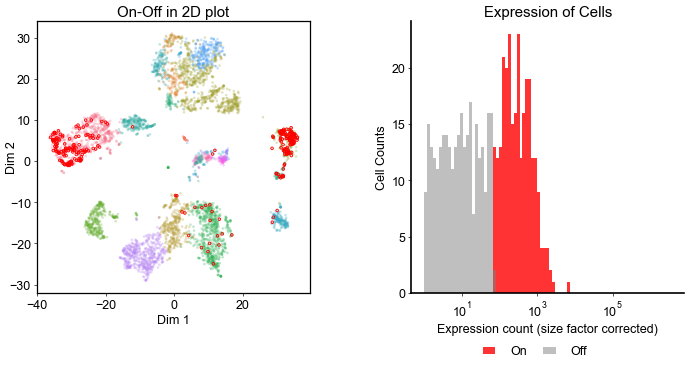 On-Off in 2D plot
30
20
10
0
−10
−20
−30
−40
−20
0
20
Dim 2
Dim 1
Expression of Cells
20
15
10
5
0
10^1
10^3
10^5
Cell Counts
Expression count (size factor corrected)
On Off